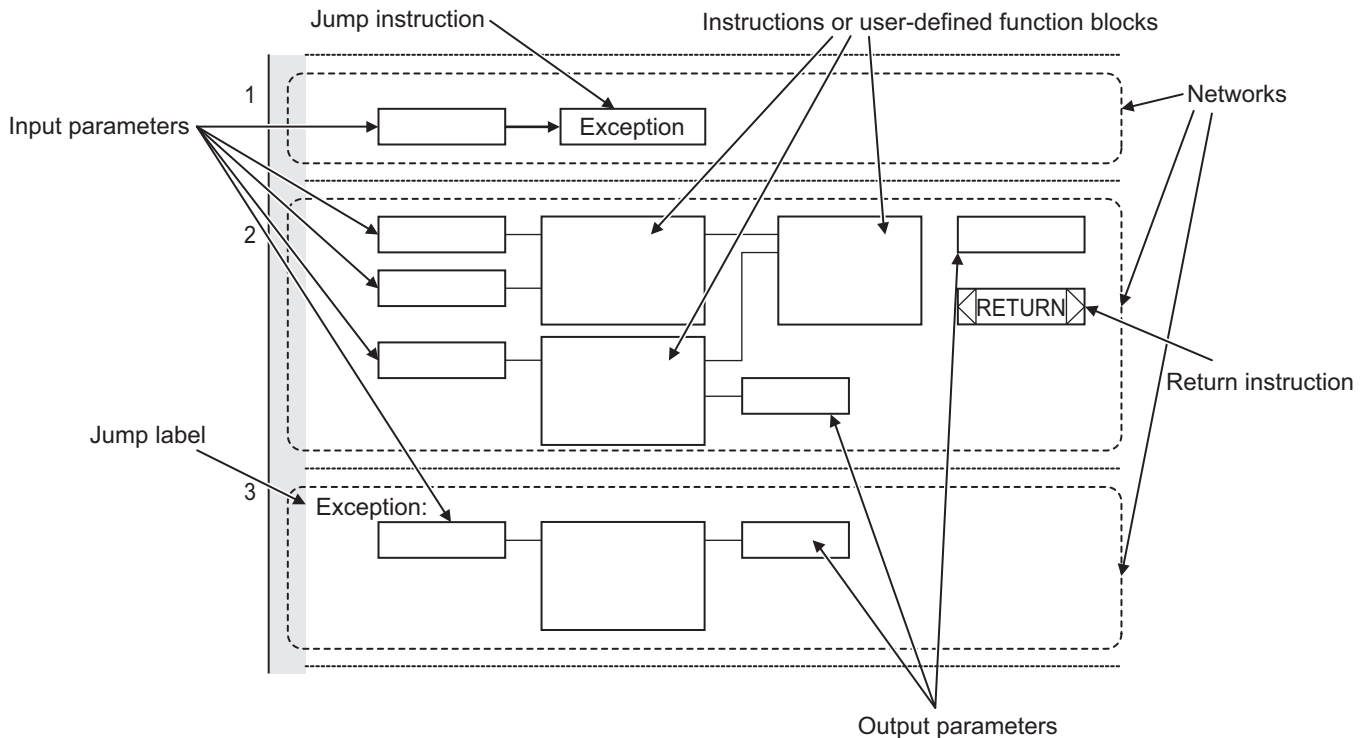 Jump instruction
Instructions or user-defined function blocks
1
Networks
Input parameters
Exception
2
RETURN
Return instruction
Jump label
3
Exception:
Output parameters